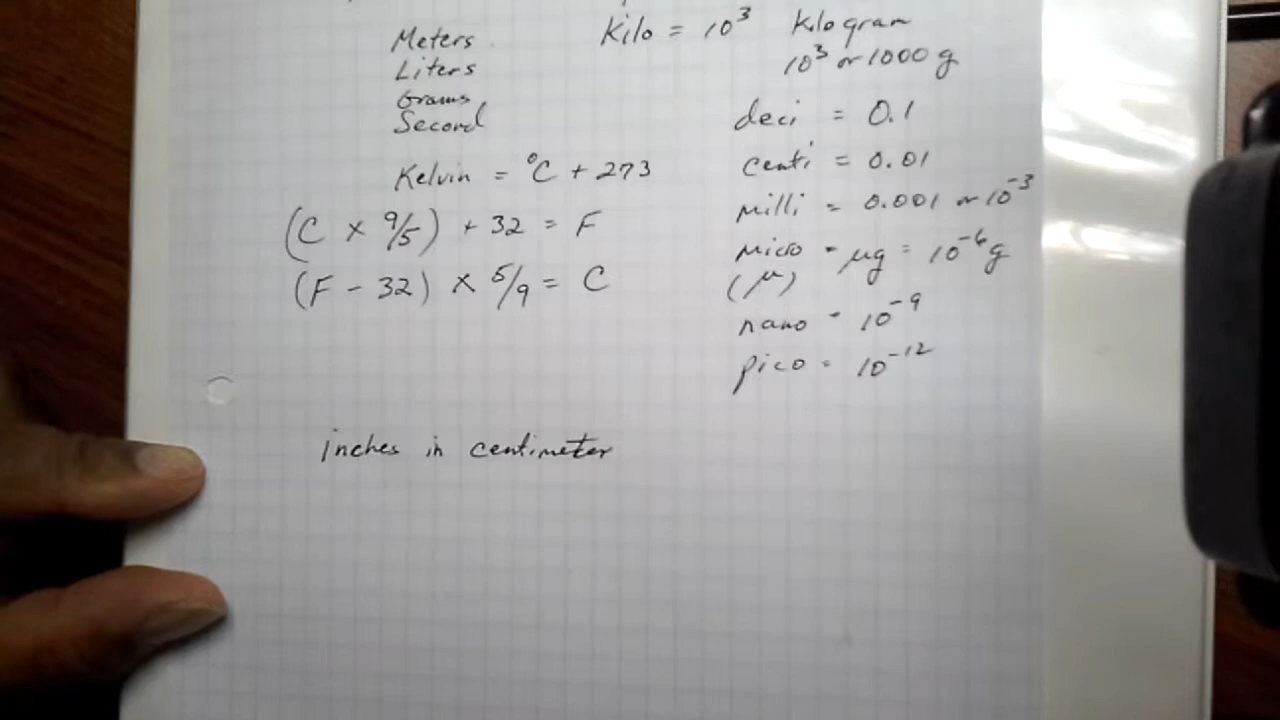 Meters
Liters
Grams
Second
Kelvin = °C + 273
(C × 9/5) + 32 = F
(F - 32) × 5/9 = C
inches in centimeter
Kilo = 10³ Kilogram
10³ or 1000 g
deci = 0.1
centi = 0.01
milli = 0.001 or 10⁻³
micro = μg = 10⁻⁶g
(μ)
nano = 10⁻⁹
pico = 10⁻¹²